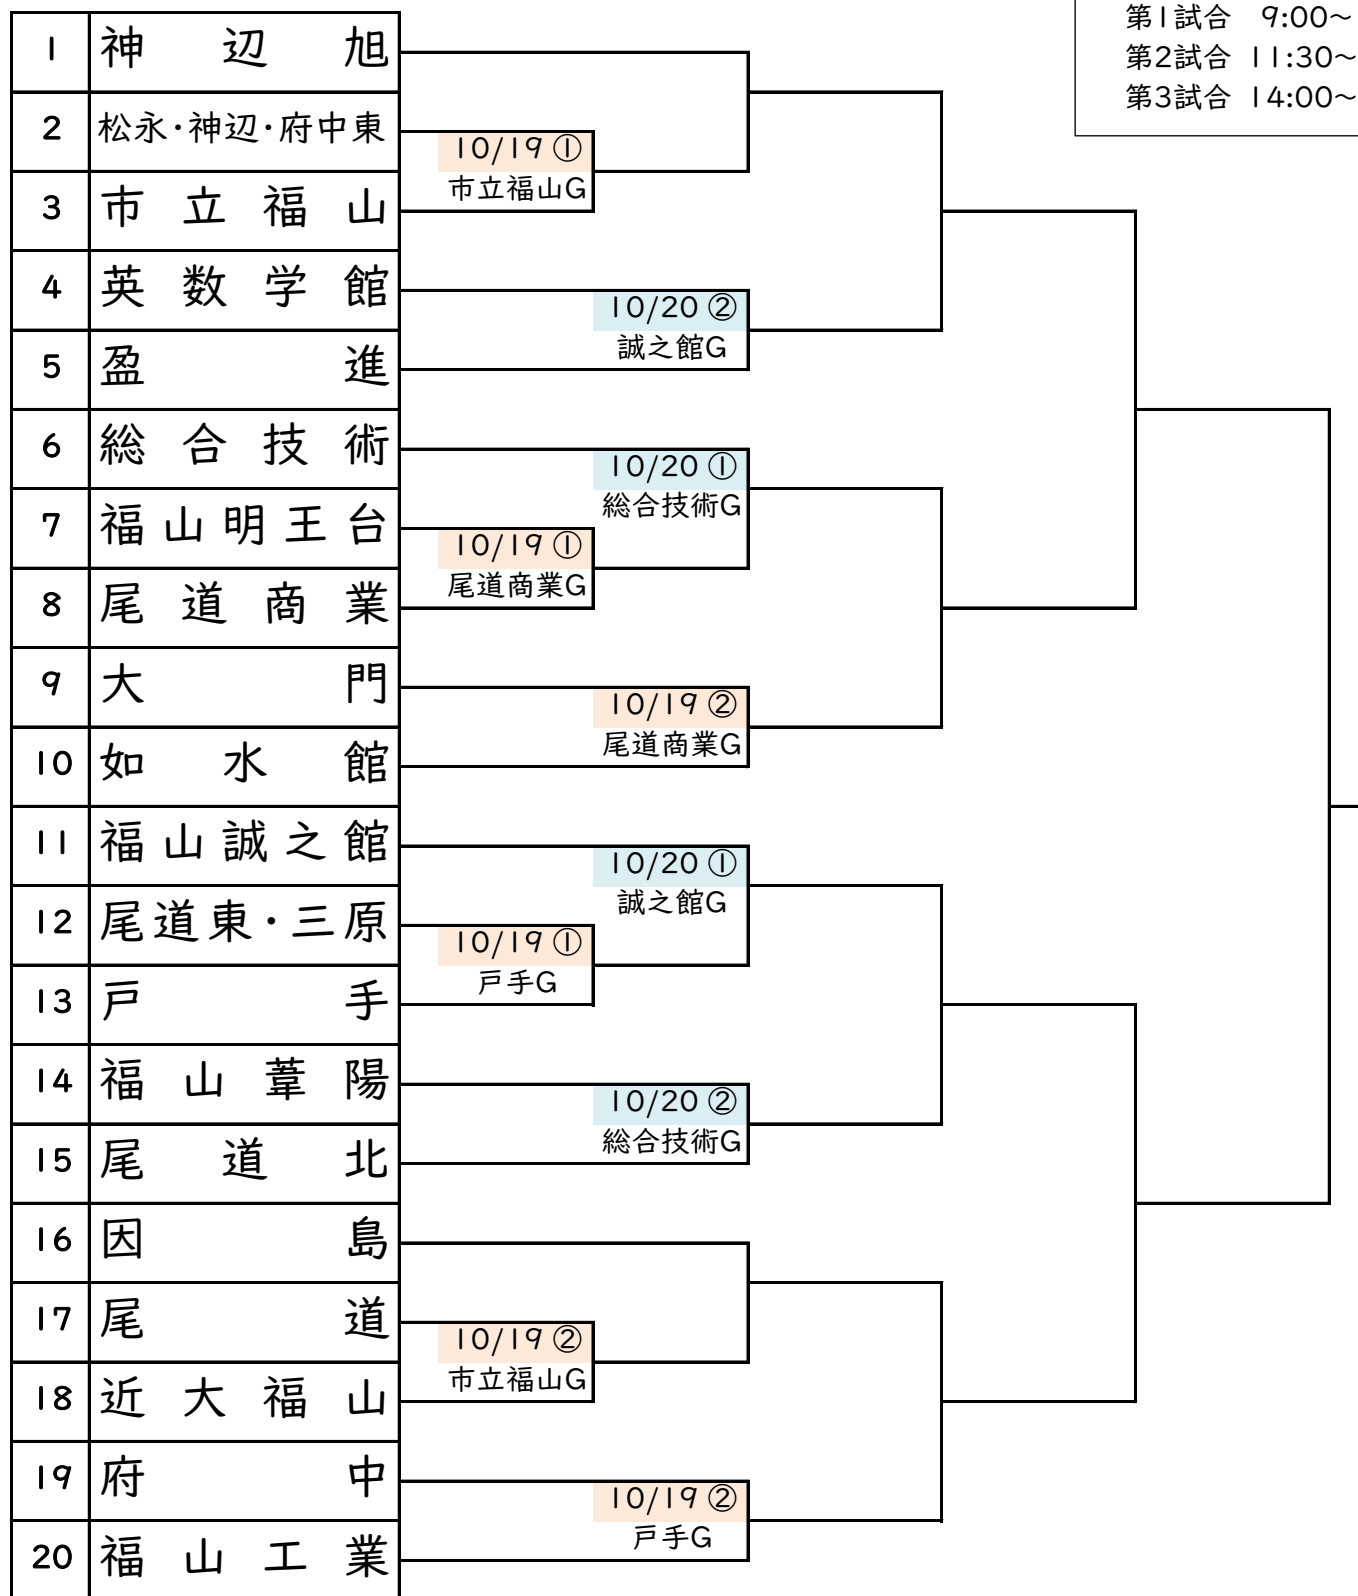 第1試合 9:00~
第2試合 11:30~
第3試合 14:00~
1 神辺旭
2 松永・神辺・府中東
10/19 ①
市立福山G
3 市立福山
4 英数学館
10/20 ②
誠之館G
5 盈進
6 総合技術
10/20 ①
総合技術G
7 福山明王台
10/19 ①
尾道商業G
8 尾道商業
9 大門
10/19 ②
尾道商業G
10 如水館
11 福山誠之館
10/20 ①
誠之館G
12 尾道東・三原
10/19 ①
戸手G
13 戸手
14 福山葦陽
10/20 ②
総合技術G
15 尾道北
16 因島
17 尾道
10/19 ②
市立福山G
18 近大福山
19 府中
10/19 ②
戸手G
20 福山工業